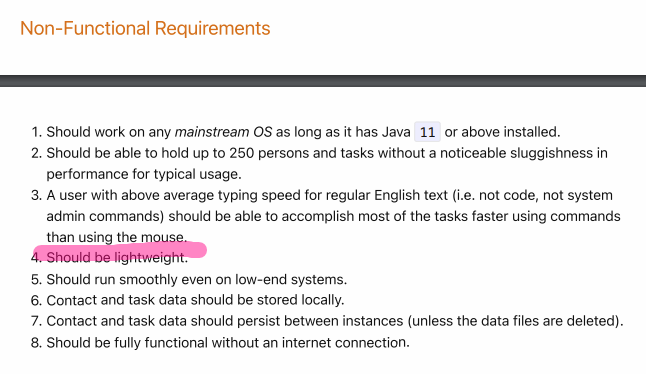 Non-Functional Requirements
1. Should work on any mainstream OS as long as it has Java 11 or above installed.
2. Should be able to hold up to 250 persons and tasks without a noticeable sluggishness in
performance for typical usage.
3. A user with above average typing speed for regular English text (i.e. not code, not system
admin commands) should be able to accomplish most of the tasks faster using commands
than using the mouse.
4. Should be lightweight.
5. Should run smoothly even on low-end systems.
6. Contact and task data should be stored locally.
7. Contact and task data should persist between instances (unless the data files are deleted).
8. Should be fully functional without an internet connection.